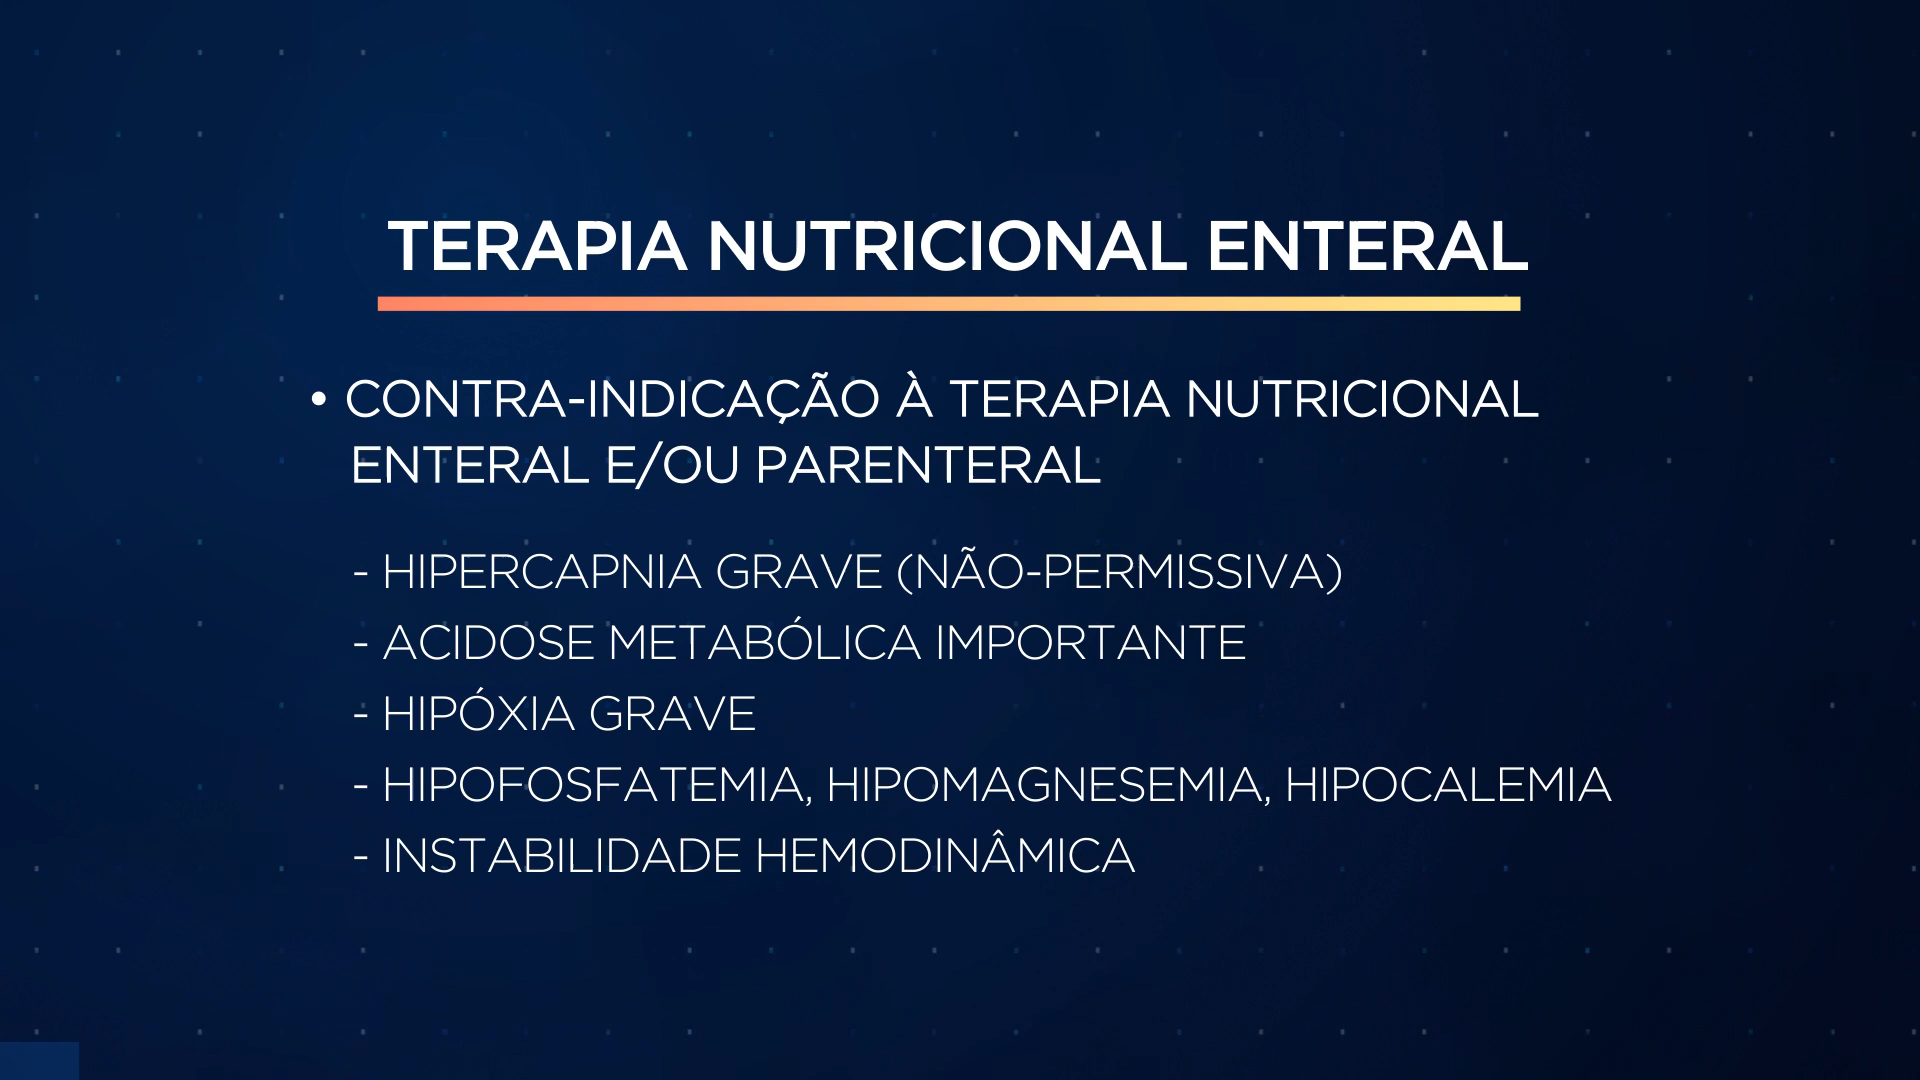 TERAPIA NUTRICIONAL ENTERAL
• CONTRA-INDICAÇÃO À TERAPIA NUTRICIONAL
ENTERAL E/OU PARENTERAL
- HIPERCAPNIA GRAVE (NÃO-PERMISSIVA)
- ACIDOSE METABÓLICA IMPORTANTE
- HIPÓXIA GRAVE
- HIPOFOSFATEMIA, HIPOMAGNESEMIA, HIPOCALEMIA
- INSTABILIDADE HEMODINÂMICA